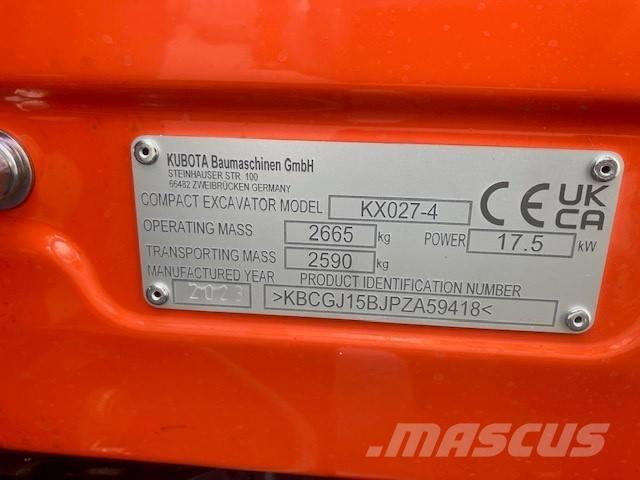 KUBOTA Baumaschinen GmbH
STEINHAUSER STR. 100
66482 ZWEIBRÜCKEN GERMANY
COMPACT EXCAVATOR MODEL KX027-4
OPERATING MASS 2665 kg POWER 17.5 kW
TRANSPORTING MASS 2590 kg
MANUFACTURED YEAR PRODUCT IDENTIFICATION NUMBER
2023 >KBCGJ15BJPZA59418<
CE UK
CA
MASCUS